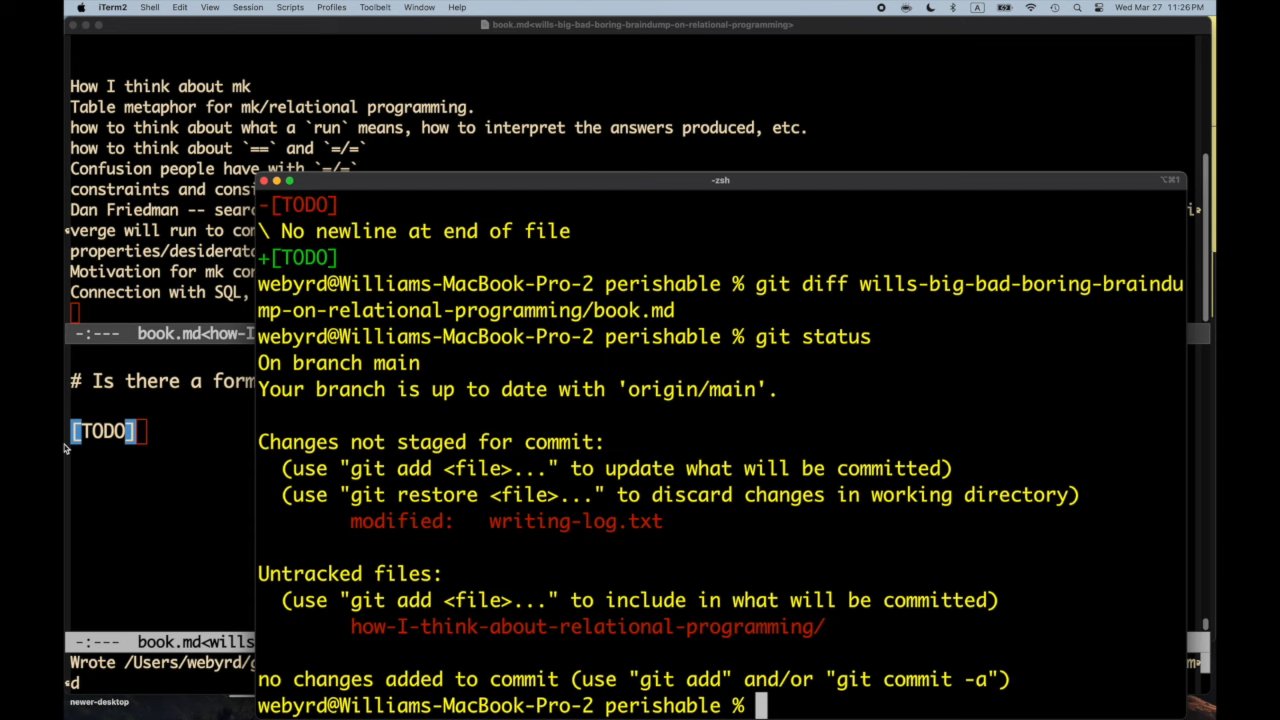 iTerm2 Shell Edit View Session Scripts Profiles Toolbelt Window Help A Wed Mar 27 11:26 PM
book.md<wills-big-bad-boring-braindump-on-relational-programming>
How I think about mk
Table metaphor for mk/relational programming.
how to think about what a `run` means, how to interpret the answers produced, etc.
how to think about `==` and `=/=`
Confusion people have with `=/=`
constraints and
Dan Friedman --
verge will run to
properties/desiderat
Motivation for mk
Connection with SQL,
-:--- book.md<how-I
# Is there a form
[TODO]
-:--- book.md<wills
Wrote /Users/webyrd/g
d
newer-desktop
-zsh ⌥⌘1
-[TODO]
\ No newline at end of file
+[TODO]
webyrd@Williams-MacBook-Pro-2 perishable % git diff wills-big-bad-boring-braindu
mp-on-relational-programming/book.md
webyrd@Williams-MacBook-Pro-2 perishable % git status
On branch main
Your branch is up to date with 'origin/main'.
Changes not staged for commit:
(use "git add <file>..." to update what will be committed)
(use "git restore <file>..." to discard changes in working directory)
modified: writing-log.txt
Untracked files:
(use "git add <file>..." to include in what will be committed)
how-I-think-about-relational-programming/
no changes added to commit (use "git add" and/or "git commit -a")
webyrd@Williams-MacBook-Pro-2 perishable %